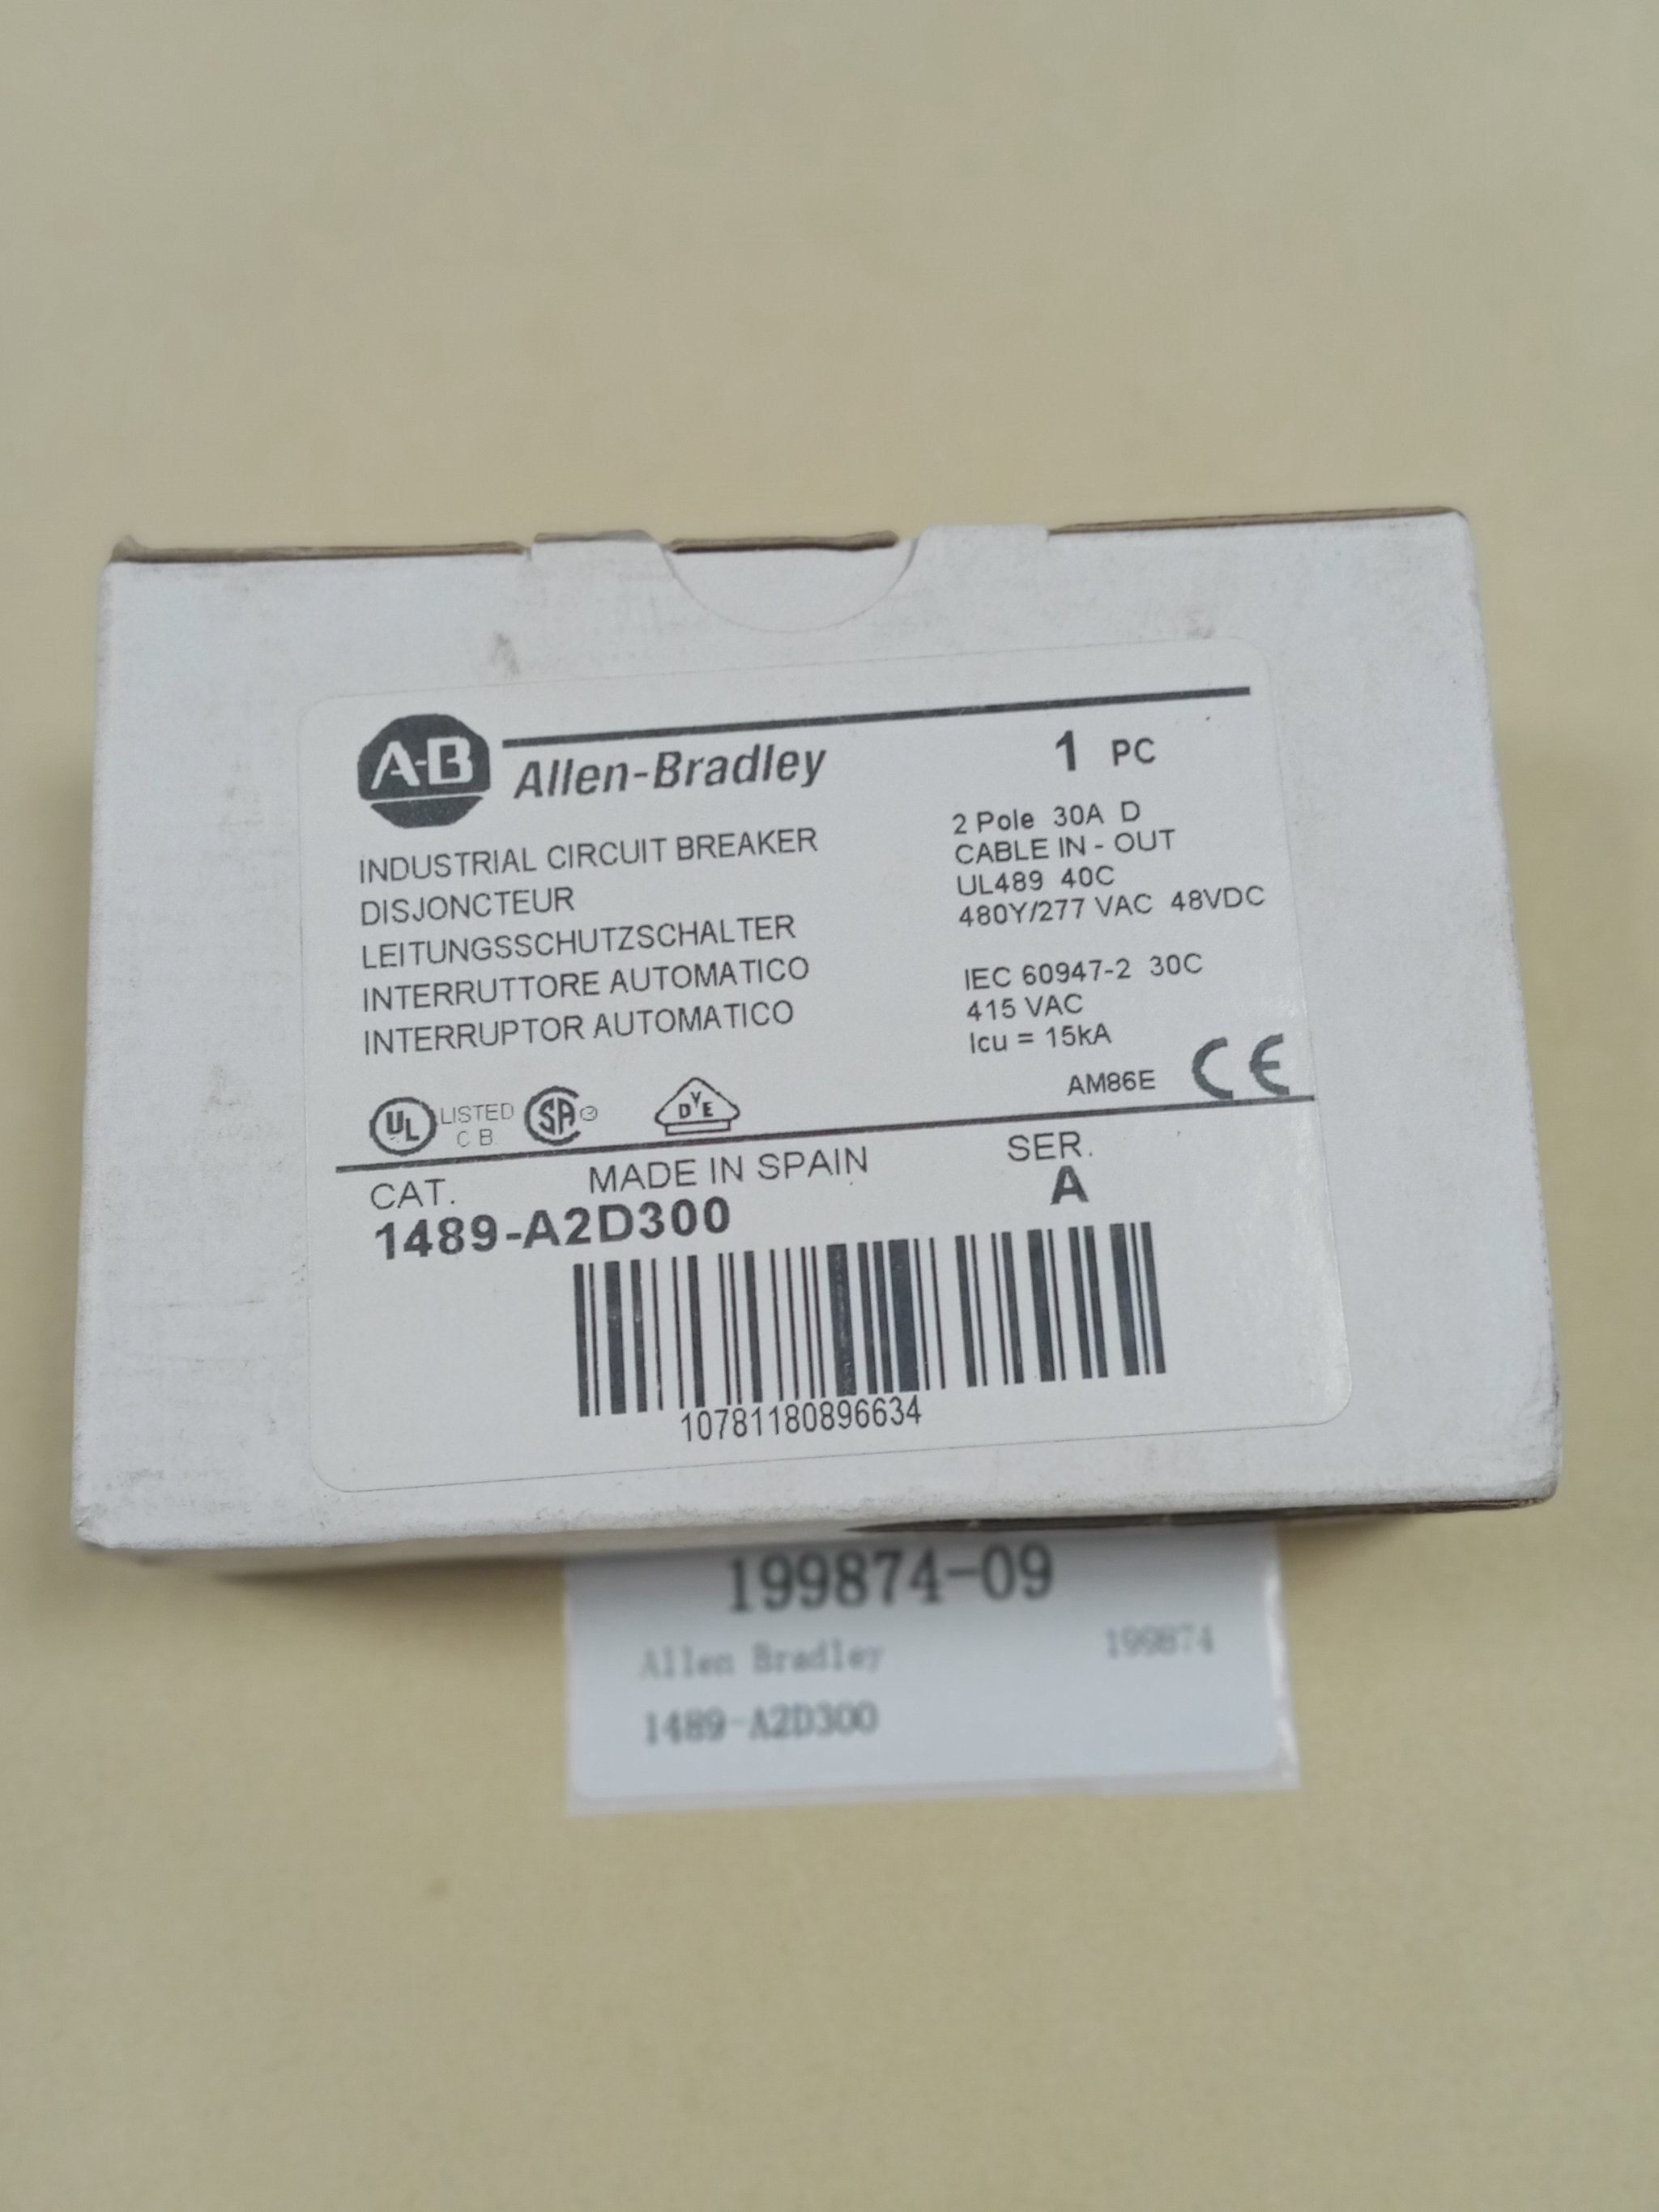 A-B Allen-Bradley 1 PC
INDUSTRIAL CIRCUIT BREAKER
DISJONCTEUR
LEITUNGSSCHUTZSCHALTER
INTERRUTTORE AUTOMATICO
INTERRUPTOR AUTOMATICO
2 Pole 30A D
CABLE IN - OUT
UL489 40C
480Y/277 VAC 48VDC
IEC 60947-2 30C
415 VAC
Icu = 15kA
AM86E CE
UL LISTED C.B. SA DVE
CAT. MADE IN SPAIN SER.
1489-A2D300 A
10781180896634
199874-09
Allen Bradley 199874
1489-A2D300